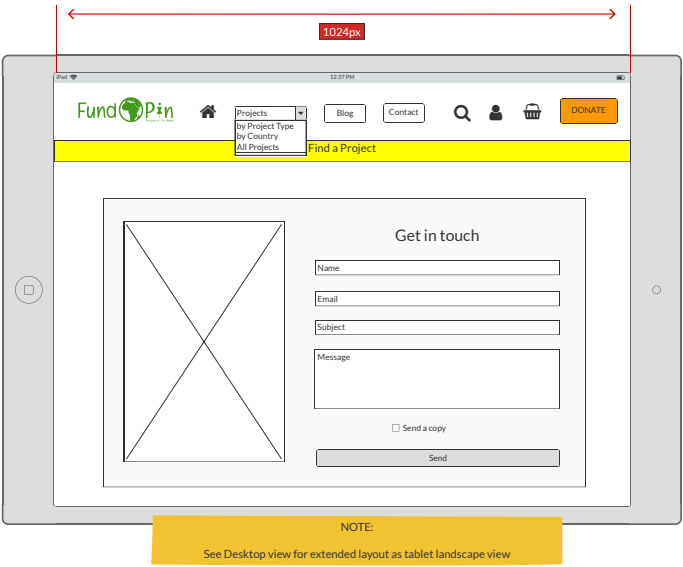 1024px
iPad
12:37 PM
Fund Pin
Projects
Blog
Contact
DONATE
by Project Type
by Country
All Projects
Find a Project
Get in touch
Name
Email
Subject
Message
Send a copy
Send
NOTE:
See Desktop view for extended layout as tablet landscape view